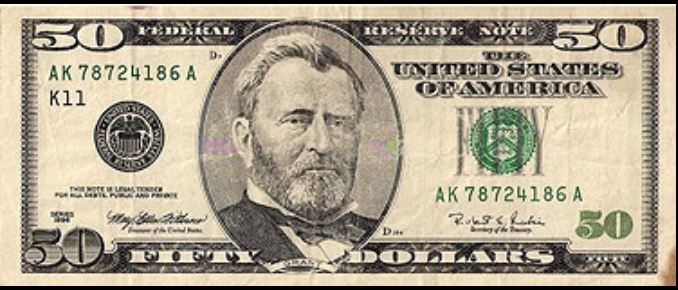 50 FEDERAL RESERVE NOTE 50
THE
UNITED STATES
OF AMERICA
AK 78724186 A
K11
THIS NOTE IS LEGAL TENDER
FOR ALL DEBTS, PUBLIC AND PRIVATE
AK 78724186 A
SERIES
1996
Treasurer of the United States.
Secretary of the Treasury.
50
GRANT
50 FIFTY DOLLARS
FIFTY